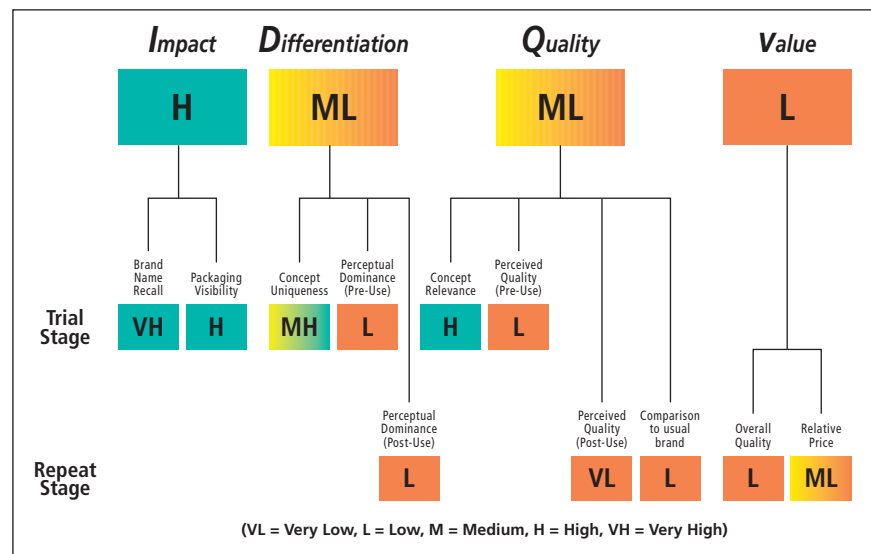 Impact Differentiation Quality Value
H ML ML L
Brand
Name
Recall
Packaging
Visibility
Concept
Uniqueness
Perceptual
Dominance
(Pre-Use)
Concept
Relevance
Perceived
Quality
(Pre-Use)
Trial
Stage
VH H MH L H L
Perceptual
Dominance
(Post-Use)
Perceived
Quality
(Post-Use)
Comparison
to usual
brand
Overall
Quality
Relative
Price
Repeat
Stage
L VL L L ML
(VL = Very Low, L = Low, M = Medium, H = High, VH = Very High)